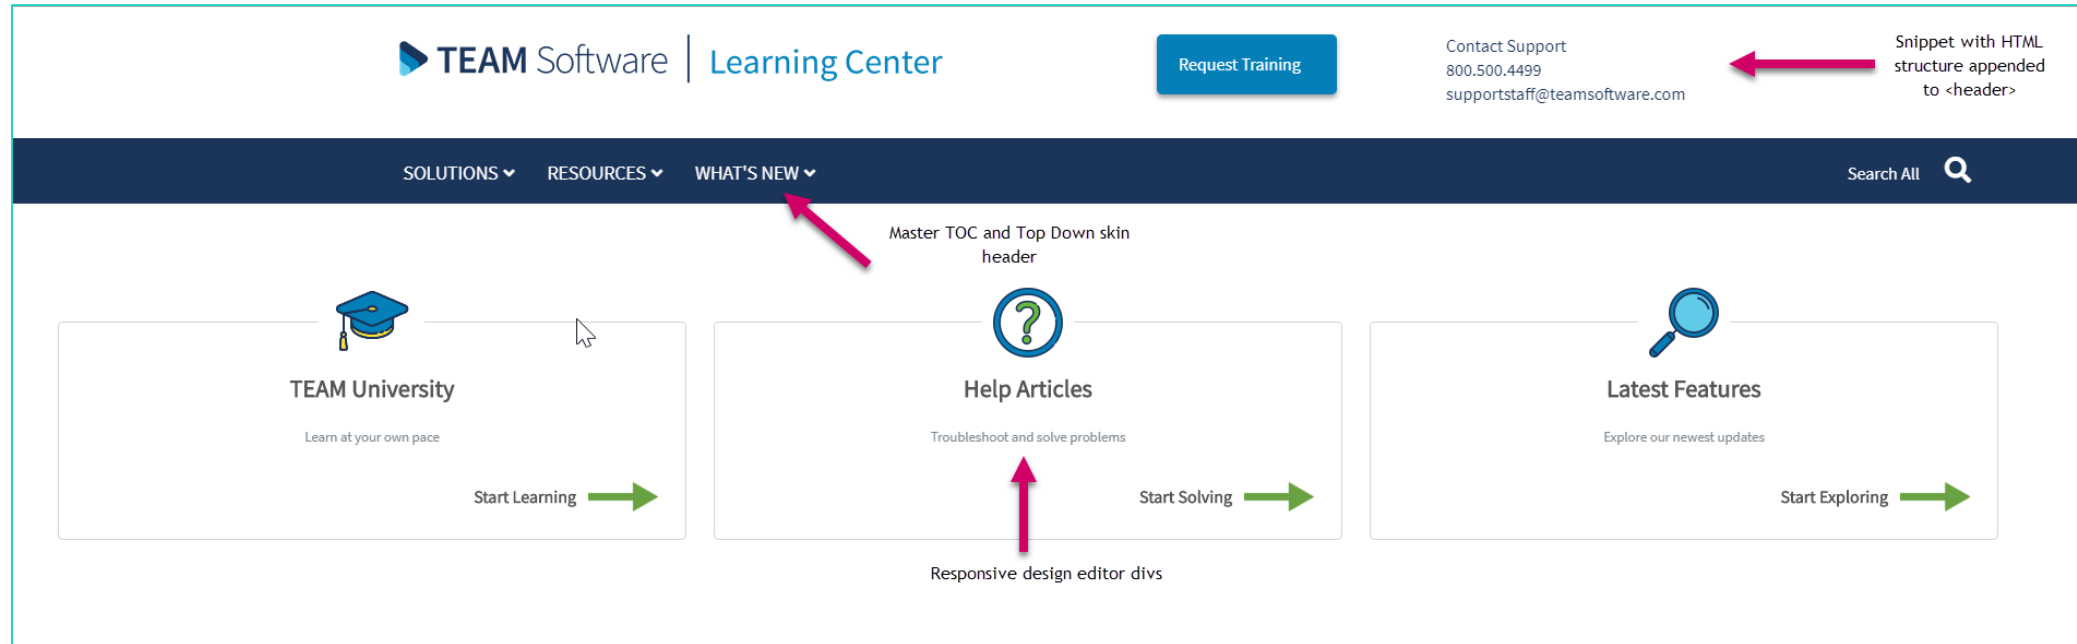 TEAM Software | Learning Center
Request Training
Contact Support
800.500.4499
supportstaff@teamsoftware.com
Snippet with HTML
structure appended
to <header>
SOLUTIONS
RESOURCES
WHAT'S NEW
Search All
Master TOC and Top Down skin
header
?
TEAM University
Learn at your own pace
Start Learning
Help Articles
Troubleshoot and solve problems
Start Solving
Latest Features
Explore our newest updates
Start Exploring
Responsive design editor divs